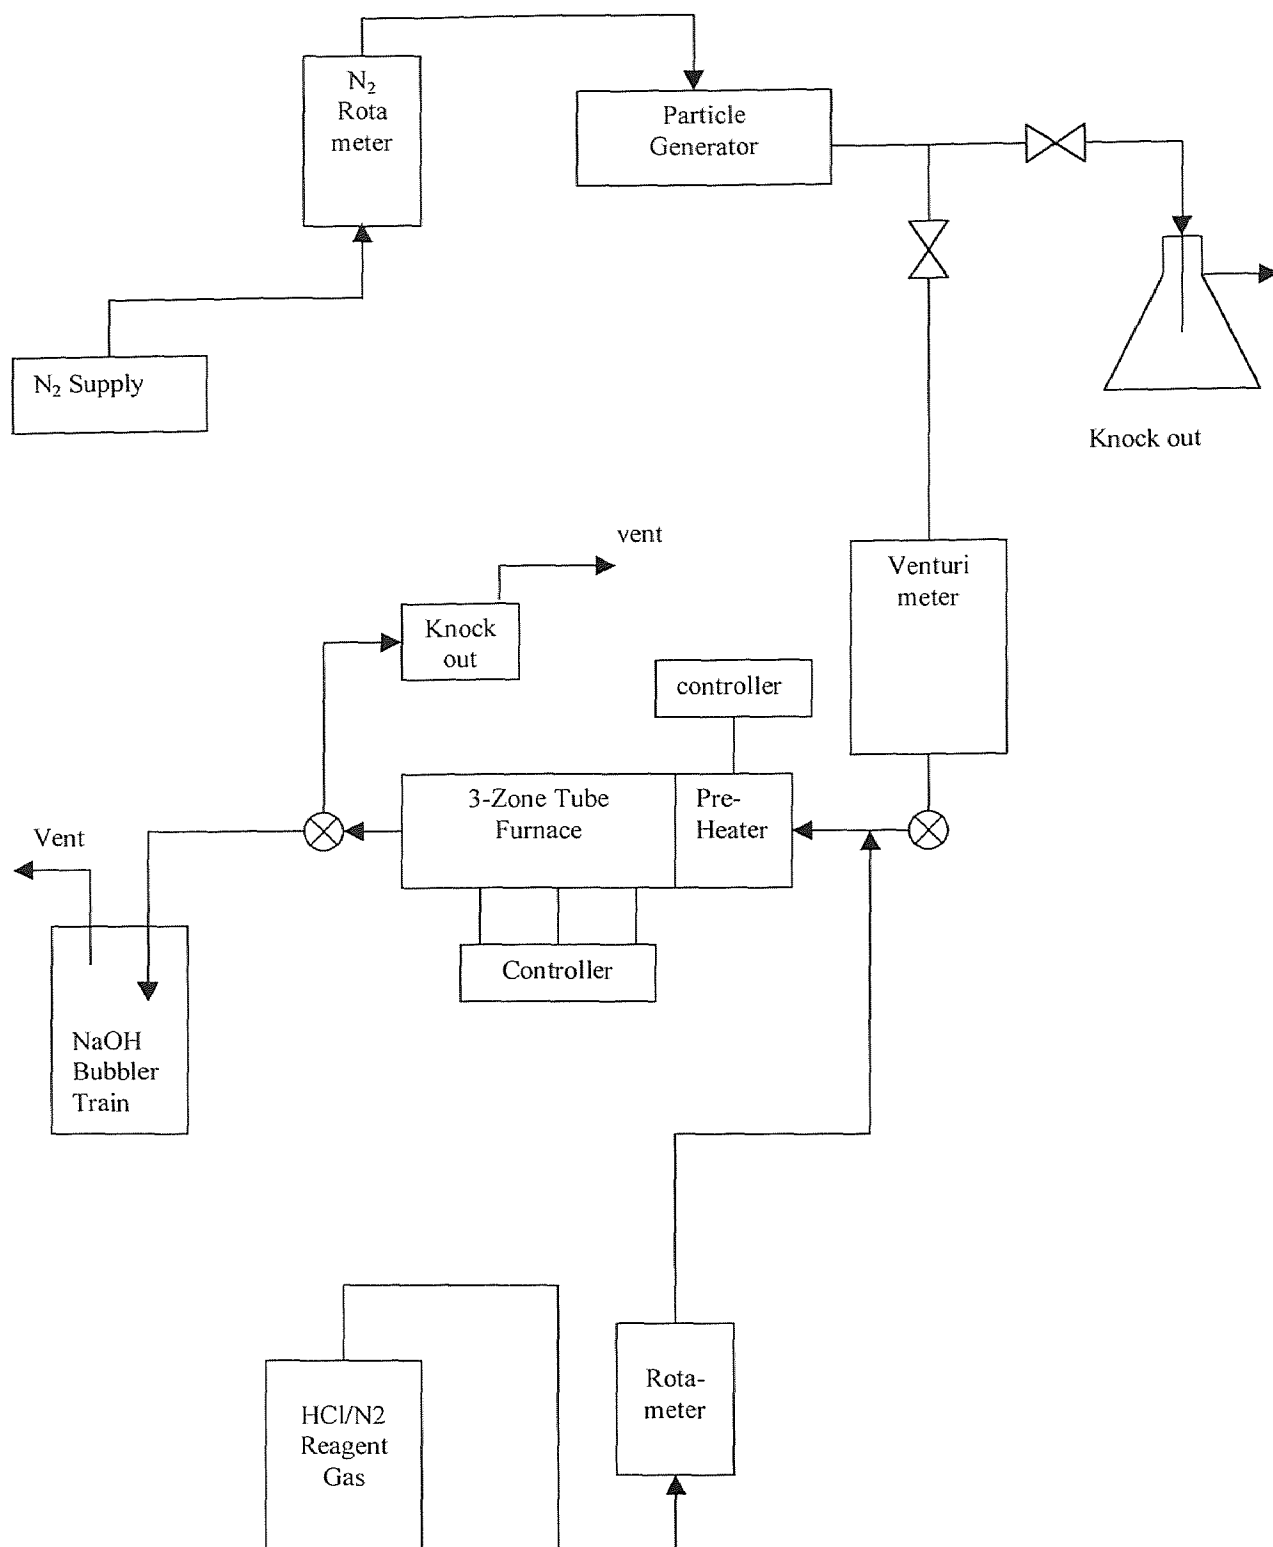 N₂
Rota
meter
Particle
Generator
N₂ Supply
Knock out
vent
Venturi
meter
Knock
out
controller
3-Zone Tube
Furnace
Pre-
Heater
Vent
Controller
NaOH
Bubbler
Train
Rota-
meter
HCl/N2
Reagent
Gas